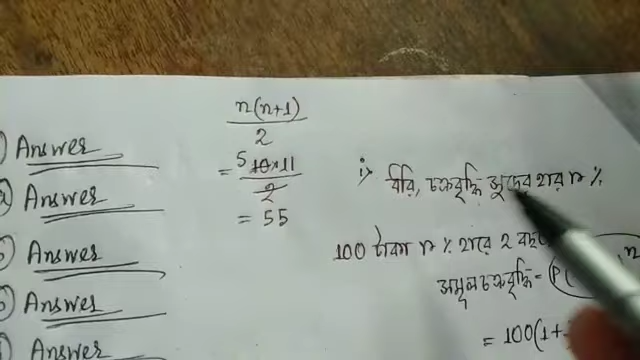 Answer
Answer
Answer
Answer
Answer
n(n+1)
2
= 5 10×11
2
= 55
i) ধরি, চক্রবৃদ্ধি সুদের হার r %
100 টাকা r % হারে 2
সমূল চক্রবৃদ্ধি = P( n
= 100(1+